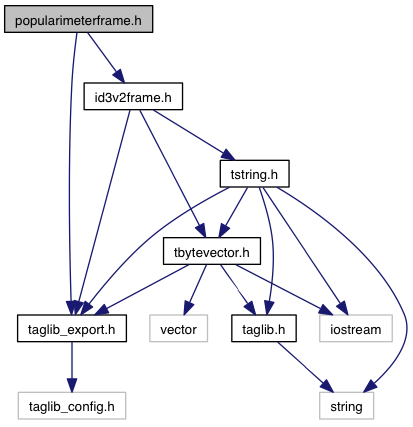 popularimeterframe.h
id3v2frame.h
tstring.h
tbytevector.h
taglib_export.h
vector
taglib.h
iostream
taglib_config.h
string